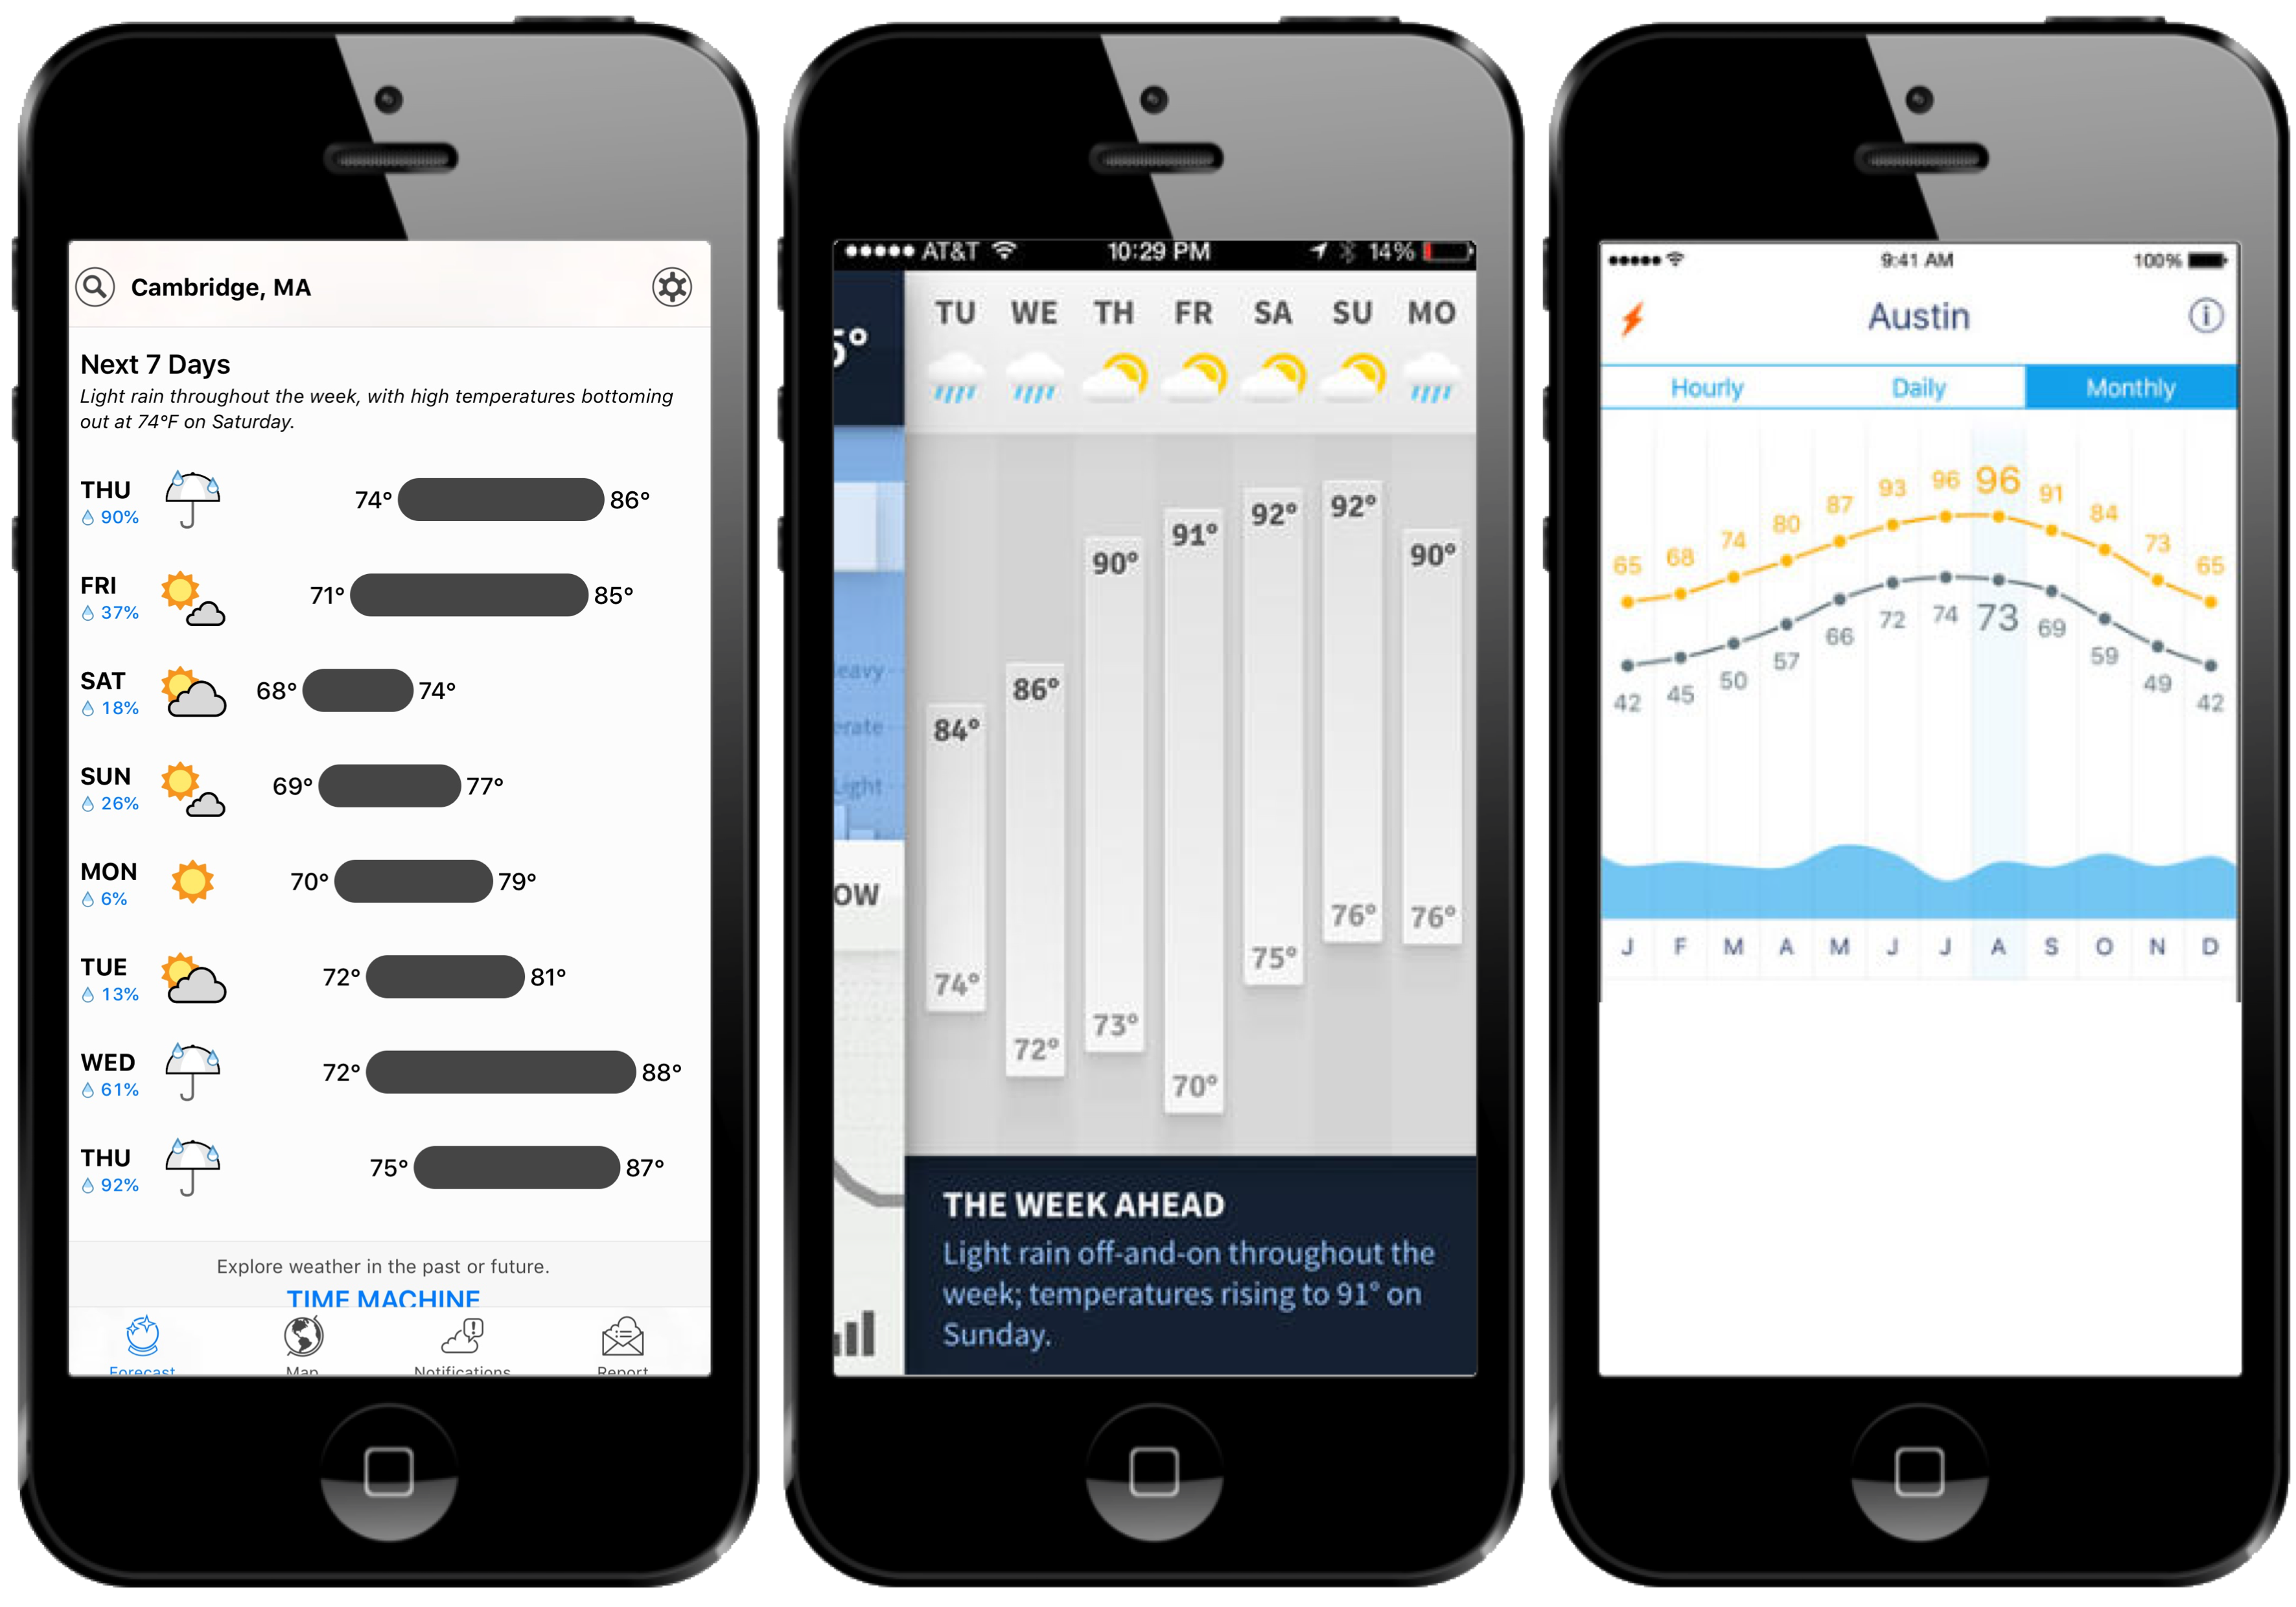 Cambridge, MA
Next 7 Days
Light rain throughout the week, with high temperatures bottoming
out at 74°F on Saturday.
THU
90%
74° 86°
FRI
37%
71° 85°
SAT
18%
68° 74°
SUN
26%
69° 77°
MON
6%
70° 79°
TUE
13%
72° 81°
WED
61%
72° 88°
THU
92%
75° 87°
Explore weather in the past or future.
TIME MACHINE
Forecast Map Notifications Report
AT&T 10:29 PM 14%
5°
TU WE TH FR SA SU MO
84° 86° 90° 91° 92° 92° 90°
74° 72° 73° 70° 75° 76° 76°
eavy
erate
Light
OW
THE WEEK AHEAD
Light rain off-and-on throughout the
week; temperatures rising to 91° on
Sunday.
9:41 AM 100%
Austin
Hourly Daily Monthly
65 68 74 80 87 93 96 96 91 84 73 65
42 45 50 57 66 72 74 73 69 59 49 42
J F M A M J J A S O N D